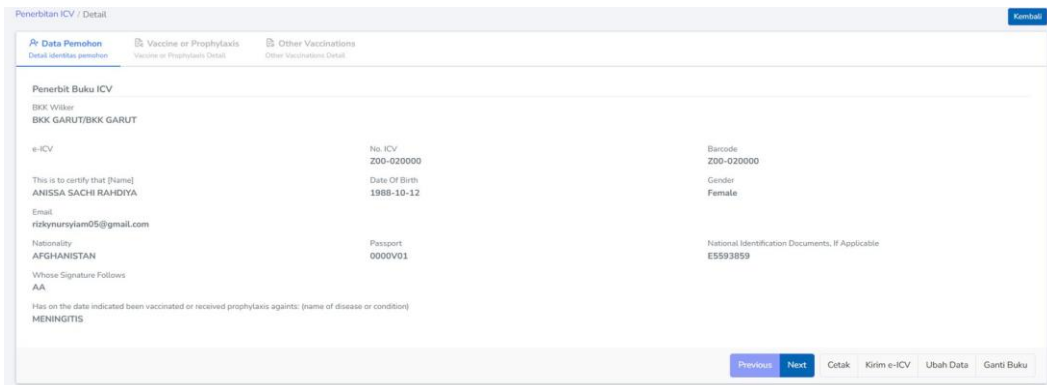 Penerbitan ICV / Detail
Kembali
Data Pemohon
Detail identitas pemohon
Vaccine or Prophylaxis
Vaccine or Prophylaxis Detail
Other Vaccinations
Other Vaccinations Detail
Penerbit Buku ICV
BKK Wilker
BKK GARUT/BKK GARUT
e-ICV
No. ICV
Z00-020000
Barcode
Z00-020000
This is to certify that [Name]
ANISSA SACHI RAHDIYA
Date Of Birth
1988-10-12
Gender
Female
Email
rizkynursyiam05@gmail.com
Nationality
AFGHANISTAN
Passport
0000V01
National Identification Documents, If Applicable
E5593859
Whose Signature Follows
AA
Has on the date indicated been vaccinated or received prophylaxis againts: (name of disease or condition)
MENINGITIS
Previous Next Cetak Kirim e-ICV Ubah Data Ganti Buku